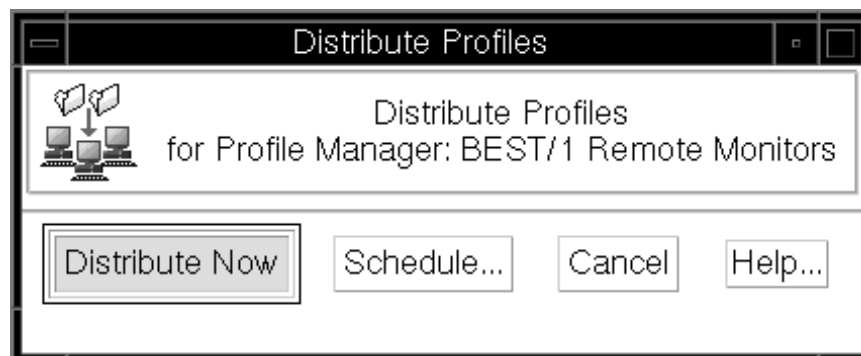 Distribute Profiles
Distribute Profiles
for Profile Manager: BEST/1 Remote Monitors
Distribute Now Schedule... Cancel Help...